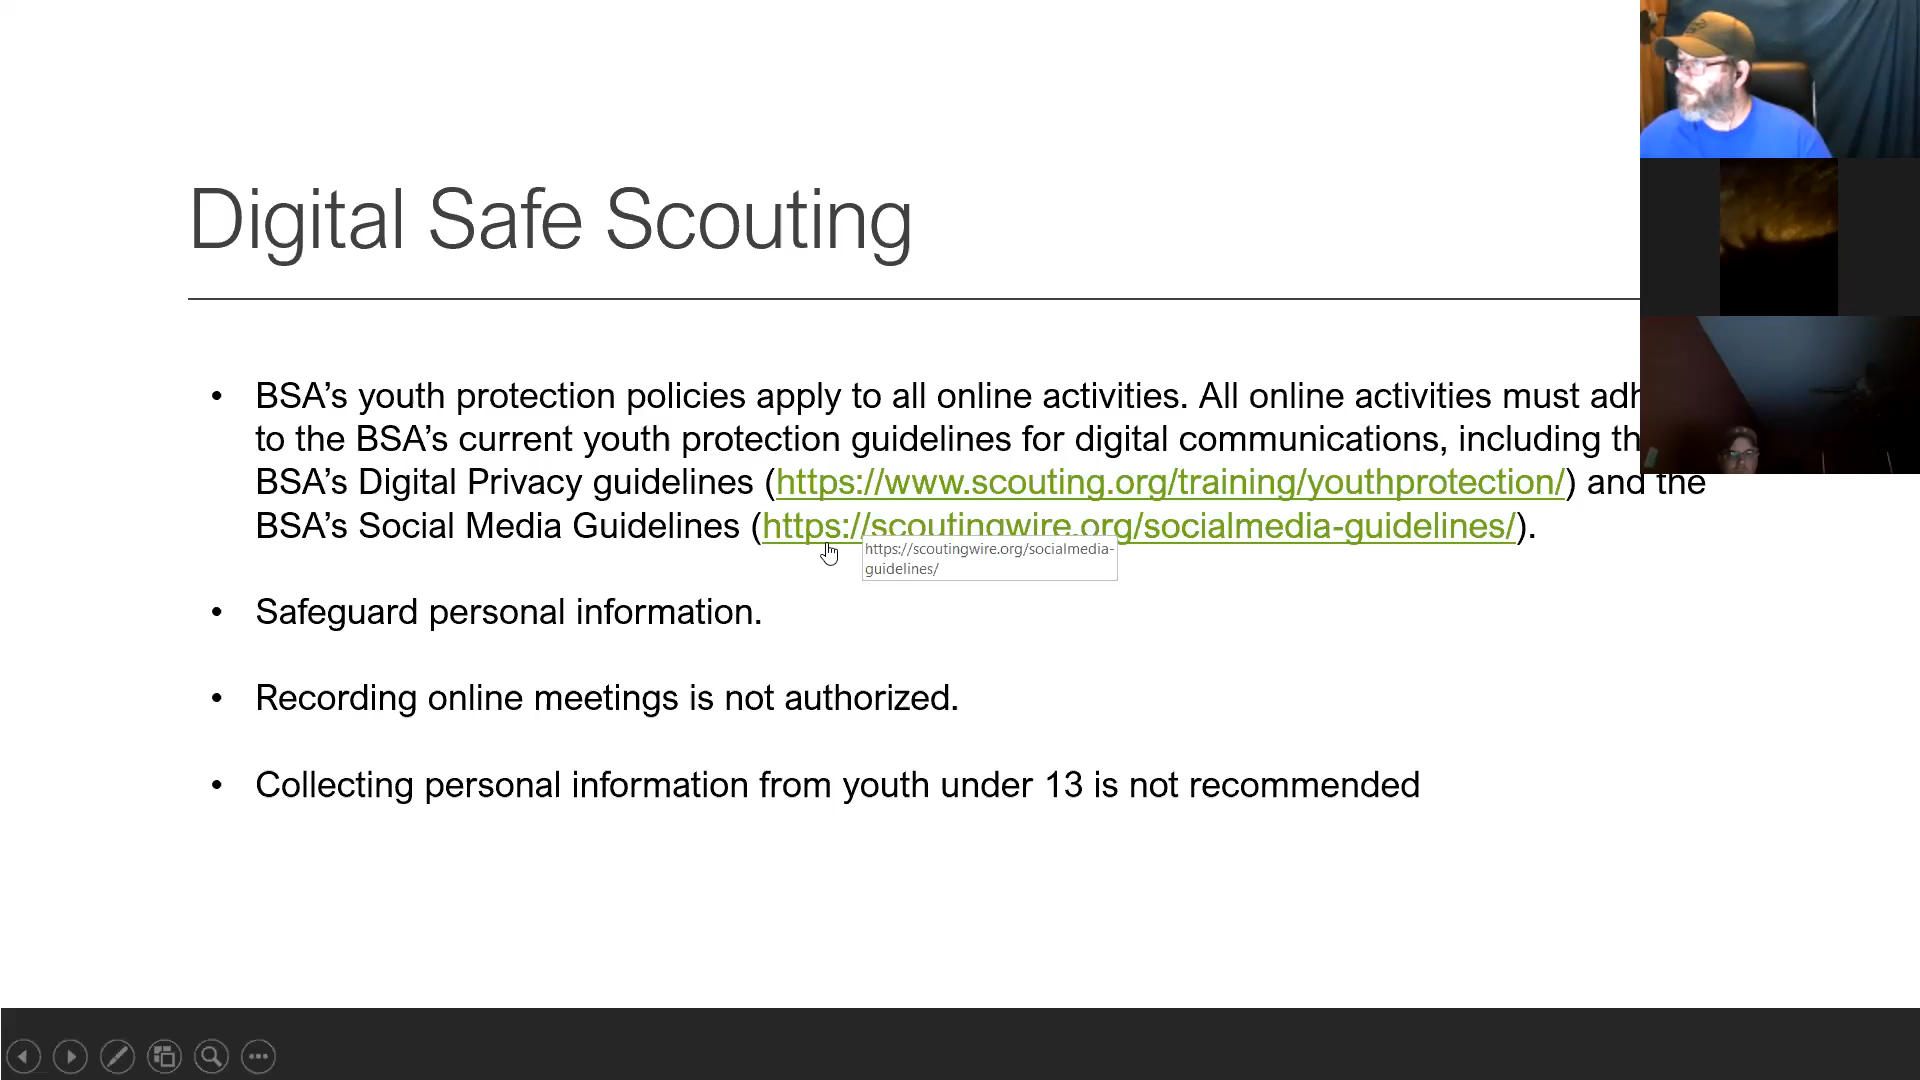 Digital Safe Scouting
• BSA’s youth protection policies apply to all online activities. All online activities must
to the BSA’s current youth protection guidelines for digital communications, including
BSA’s Digital Privacy guidelines (https://www.scouting.org/training/youthprotection/) and the
BSA’s Social Media Guidelines (https://scoutingwire.org/socialmedia-guidelines/).
https://scoutingwire.org/socialmedia-
guidelines/
• Safeguard personal information.
• Recording online meetings is not authorized.
• Collecting personal information from youth under 13 is not recommended